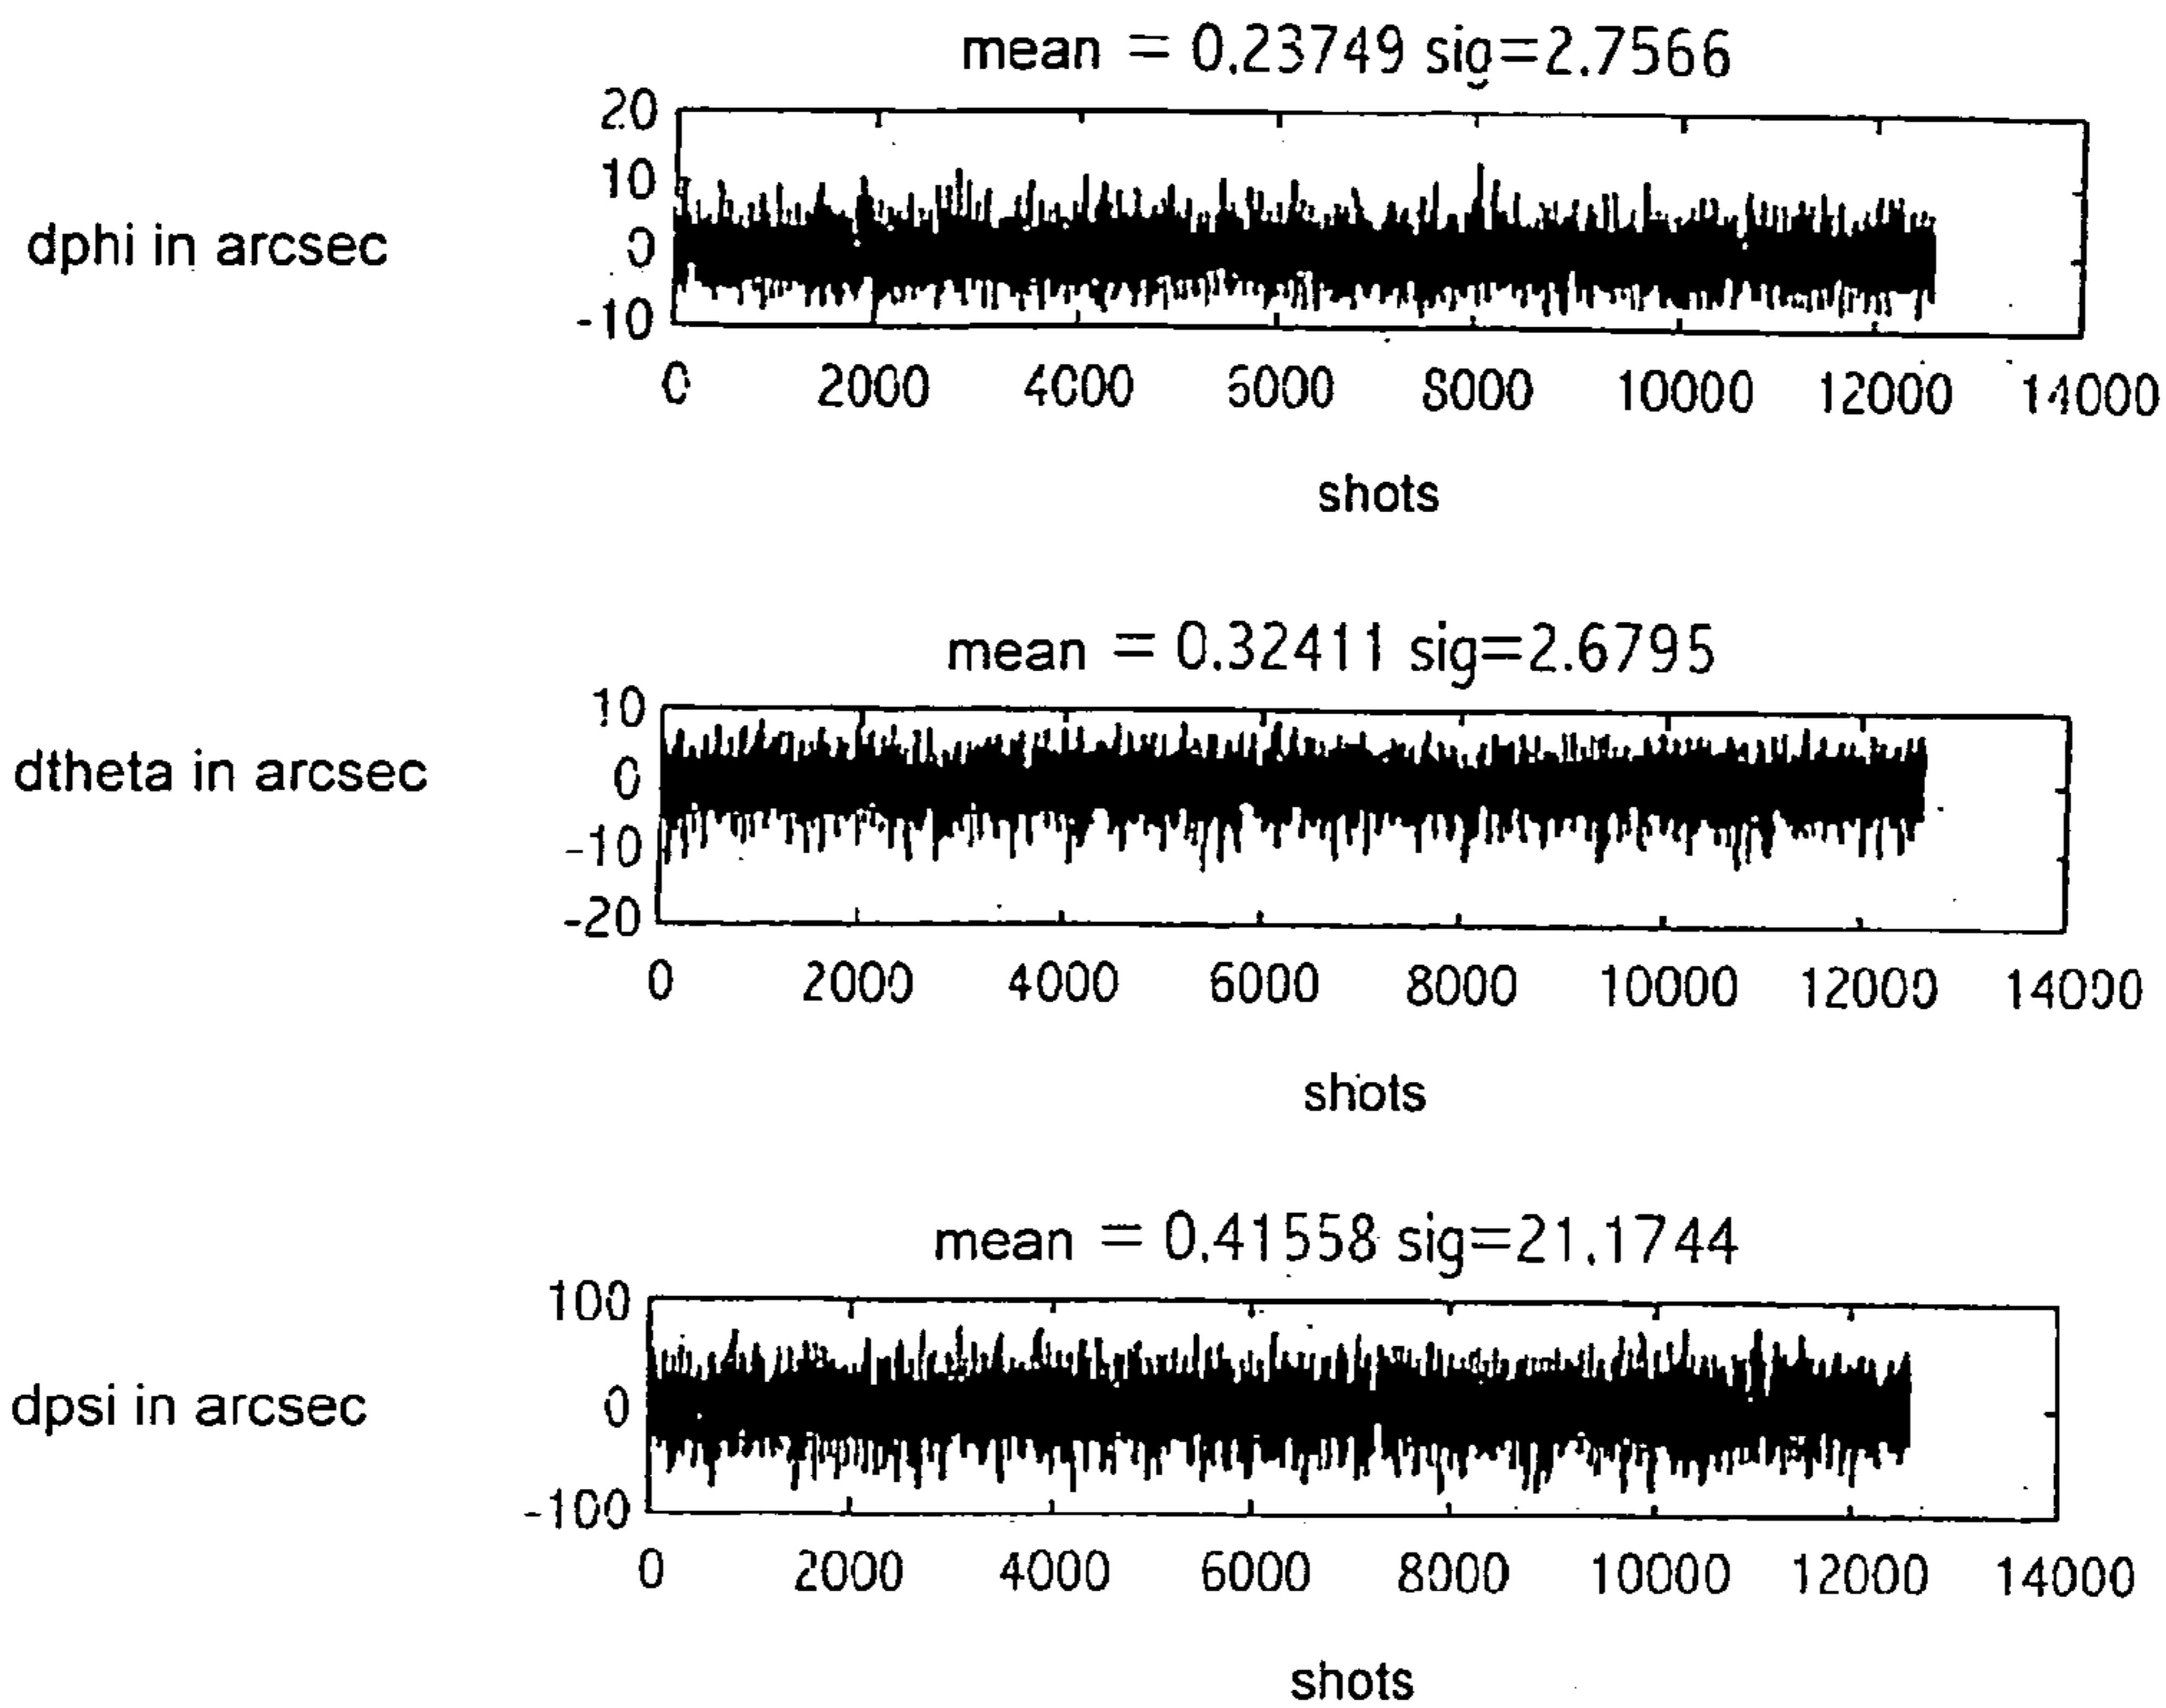 mean = 0.23749 sig=2.7566
20
10
0
-10
dphi in arcsec
0 2000 4000 6000 8000 10000 12000 14000
shots
mean = 0.32411 sig=2.6795
10
0
-10
-20
dtheta in arcsec
0 2000 4000 6000 8000 10000 12000 14000
shots
mean = 0.41558 sig=21.1744
100
0
-100
dpsi in arcsec
0 2000 4000 6000 8000 10000 12000 14000
shots